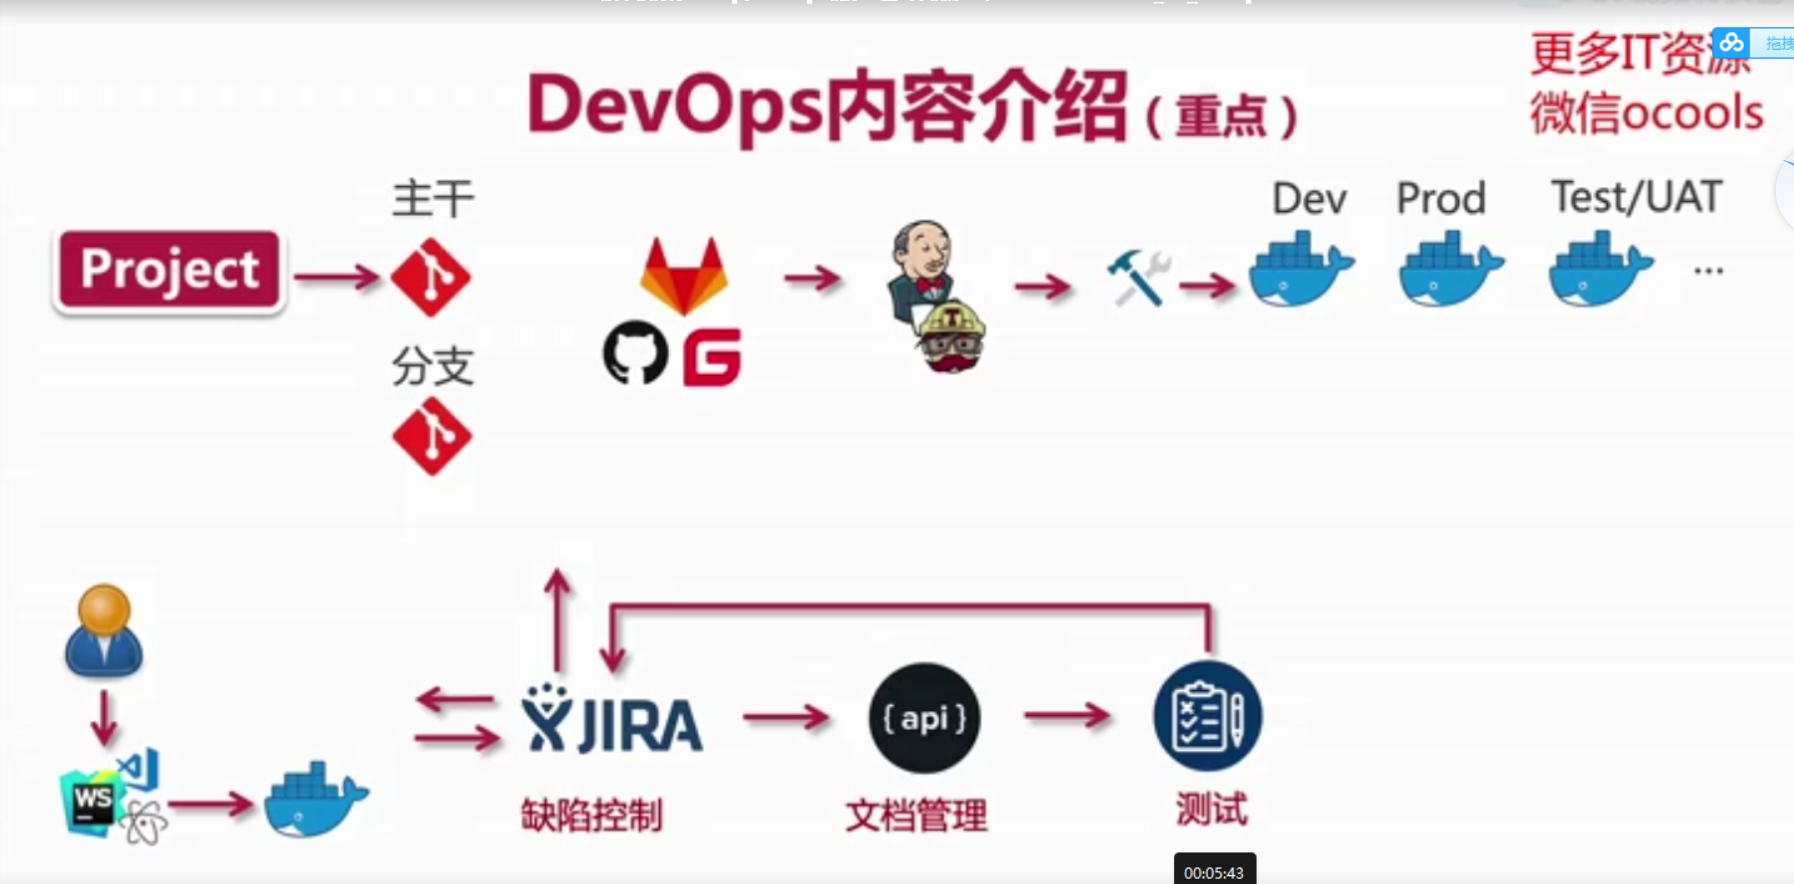 更多IT资源
拖拽
微信ocools
DevOps内容介绍（重点）
主干
Dev
Prod
Test/UAT
Project
...
T
G
分支
JIRA
{api}
WS
缺陷控制
文档管理
测试
00:05:43